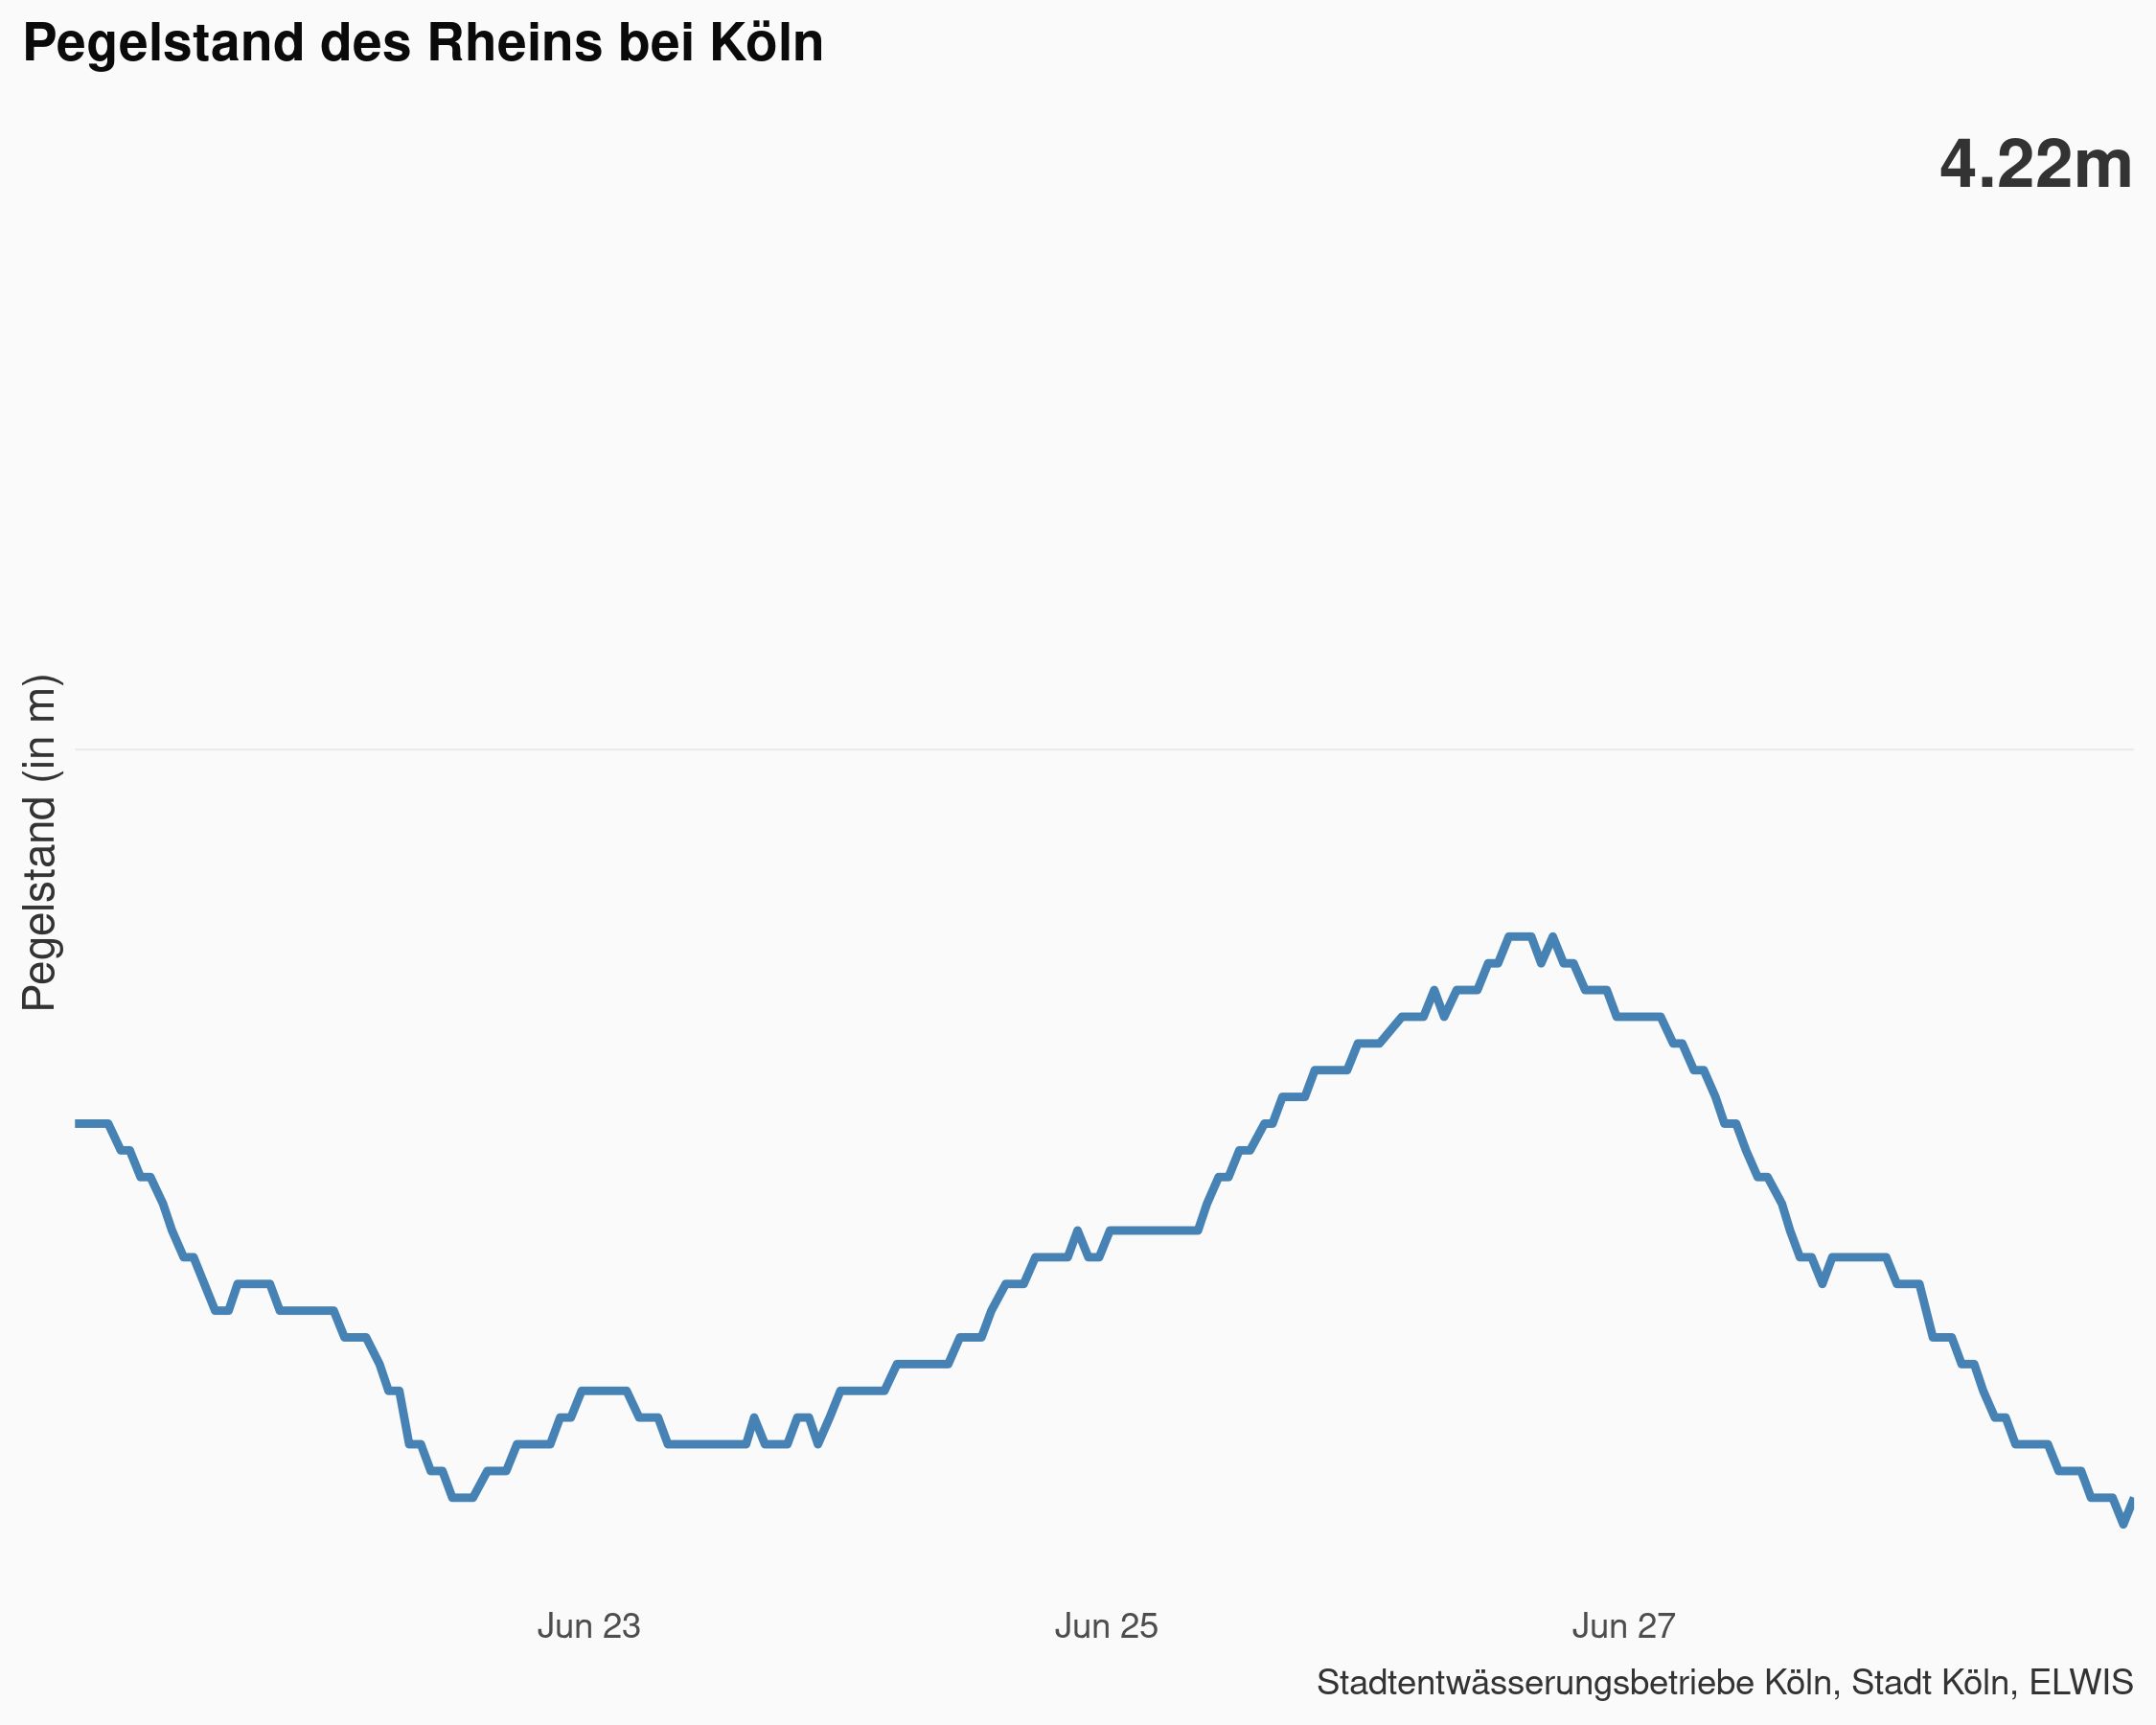 Pegelstand des Rheins bei Köln
4.22m
Pegelstand (in m)
Jun 23
Jun 25
Jun 27
Stadtentwässerungsbetriebe Köln, Stadt Köln, ELWIS